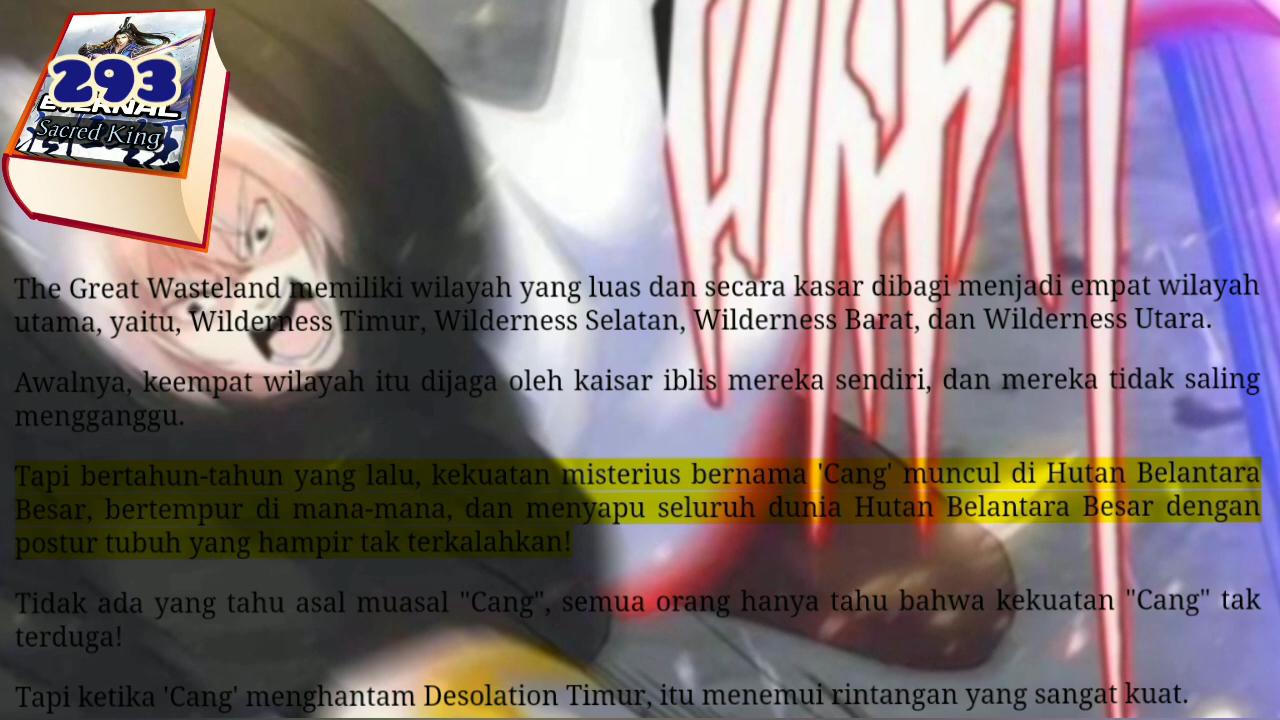 293
ETERNAL
Sacred King
The Great Wasteland memiliki wilayah yang luas dan secara kasar dibagi menjadi empat wilayah
utama, yaitu, Wilderness Timur, Wilderness Selatan, Wilderness Barat, dan Wilderness Utara.
Awalnya, keempat wilayah itu dijaga oleh kaisar iblis mereka sendiri, dan mereka tidak saling
mengganggu.
Tapi bertahun-tahun yang lalu, kekuatan misterius bernama 'Cang' muncul di Hutan Belantara
Besar, bertempur di mana-mana, dan menyapu seluruh dunia Hutan Belantara Besar dengan
postur tubuh yang hampir tak terkalahkan!
Tidak ada yang tahu asal muasal "Cang", semua orang hanya tahu bahwa kekuatan "Cang" tak
terduga!
Tapi ketika 'Cang' menghantam Desolation Timur, itu menemui rintangan yang sangat kuat.